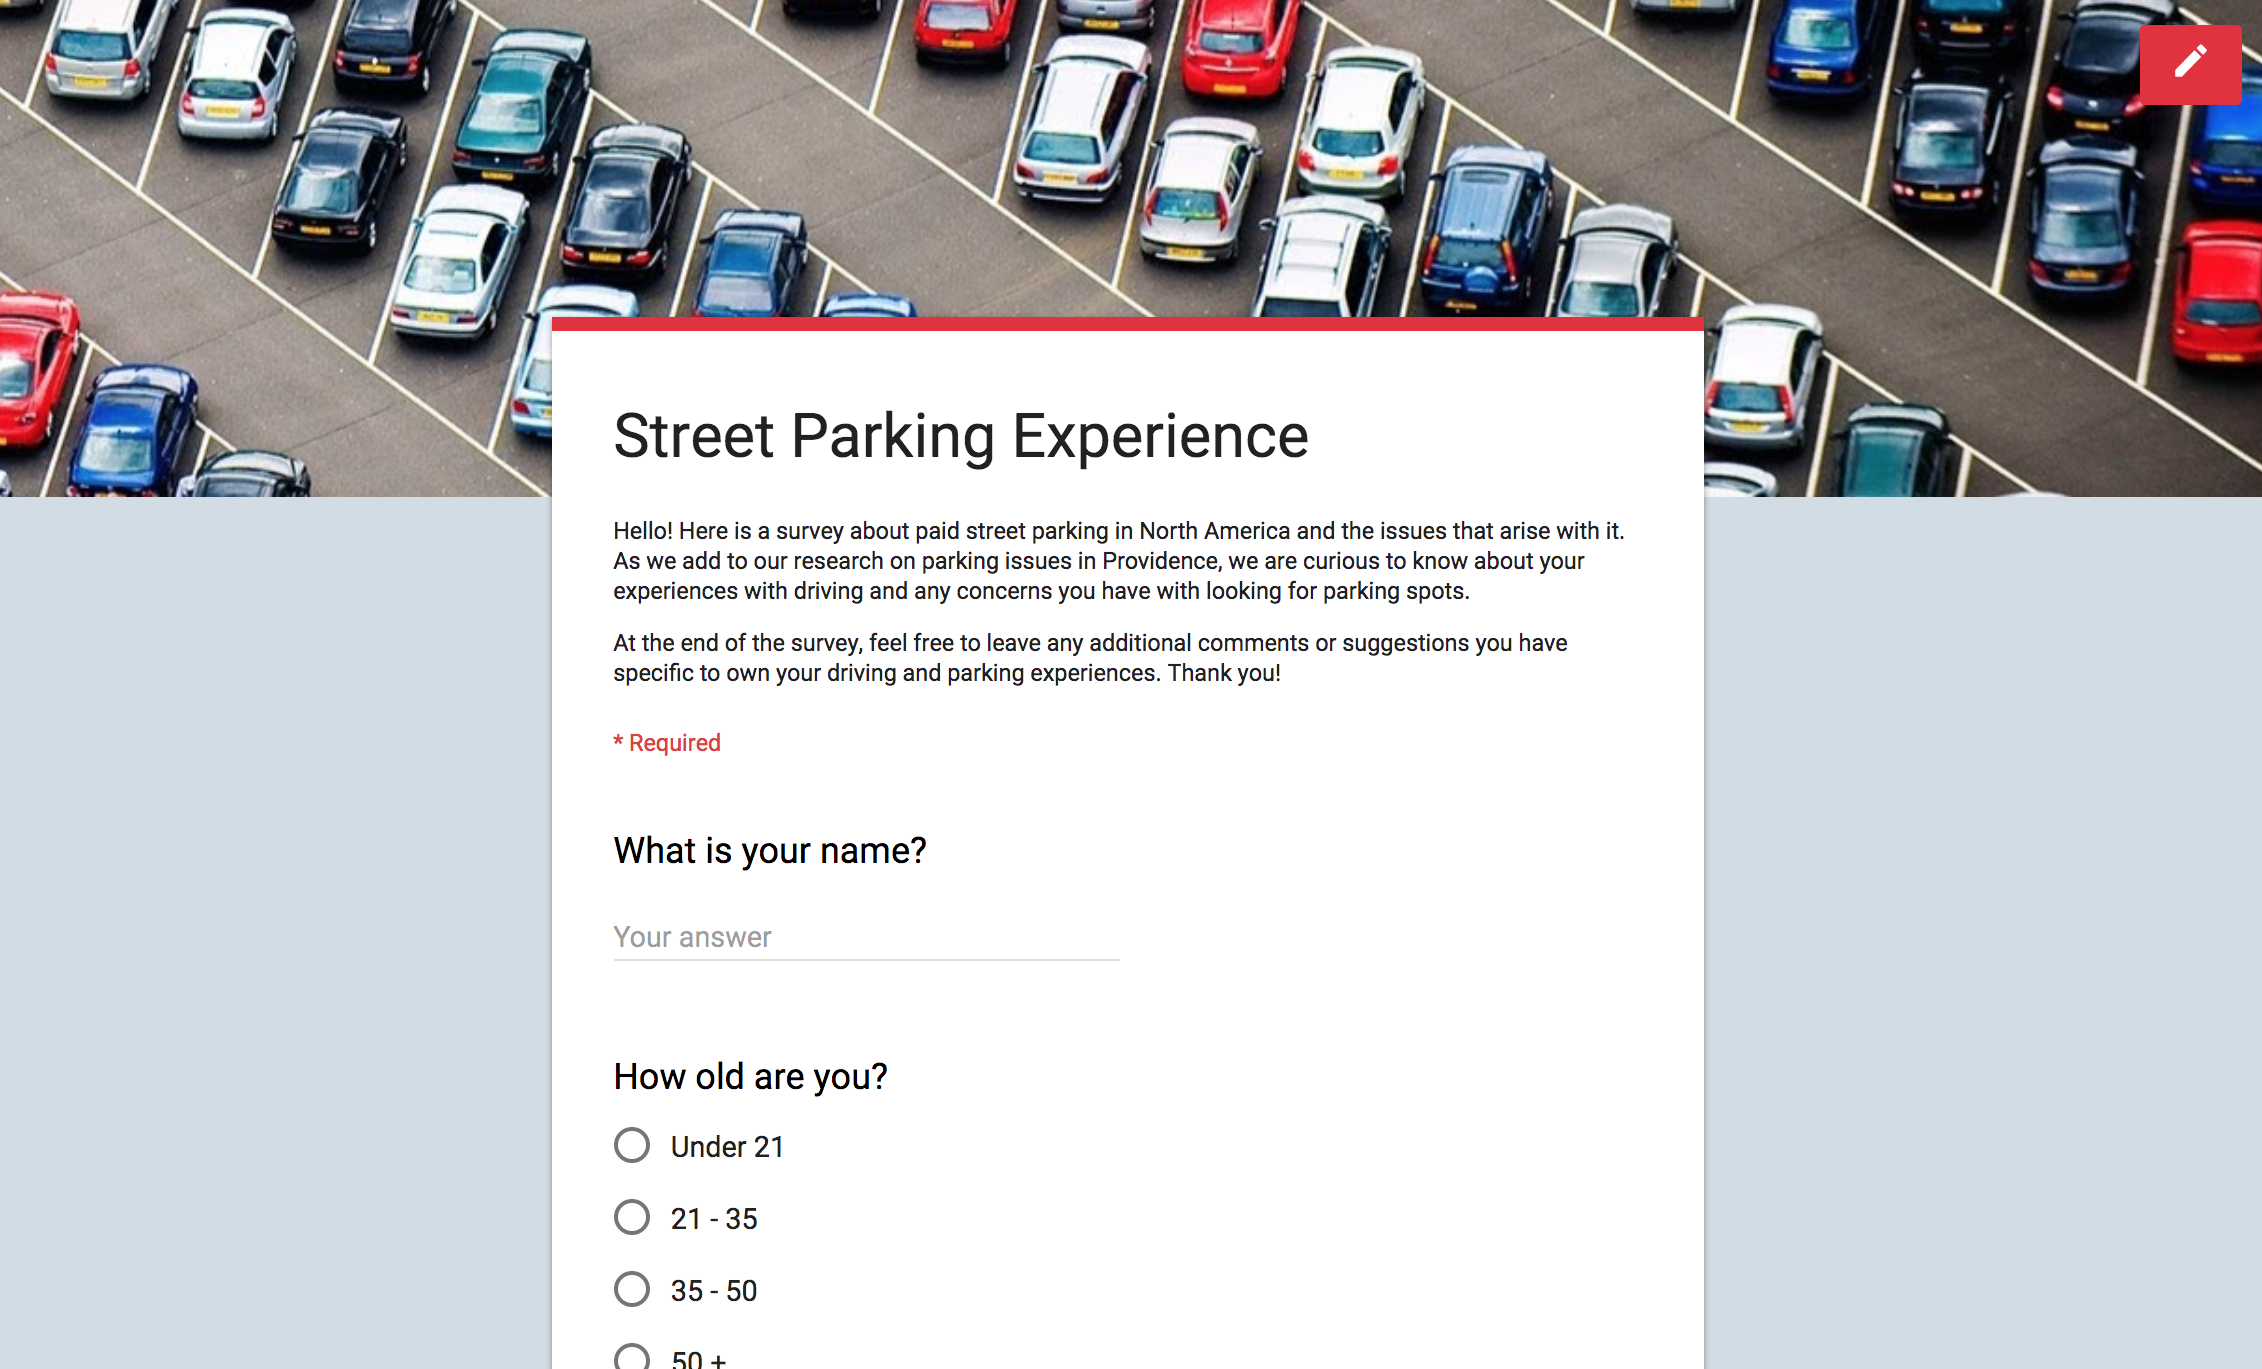 Street Parking Experience
Hello! Here is a survey about paid street parking in North America and the issues that arise with it.
As we add to our research on parking issues in Providence, we are curious to know about your
experiences with driving and any concerns you have with looking for parking spots.
At the end of the survey, feel free to leave any additional comments or suggestions you have
specific to own your driving and parking experiences. Thank you!
* Required
What is your name?
Your answer
How old are you?
Under 21
21 - 35
35 - 50
50 +